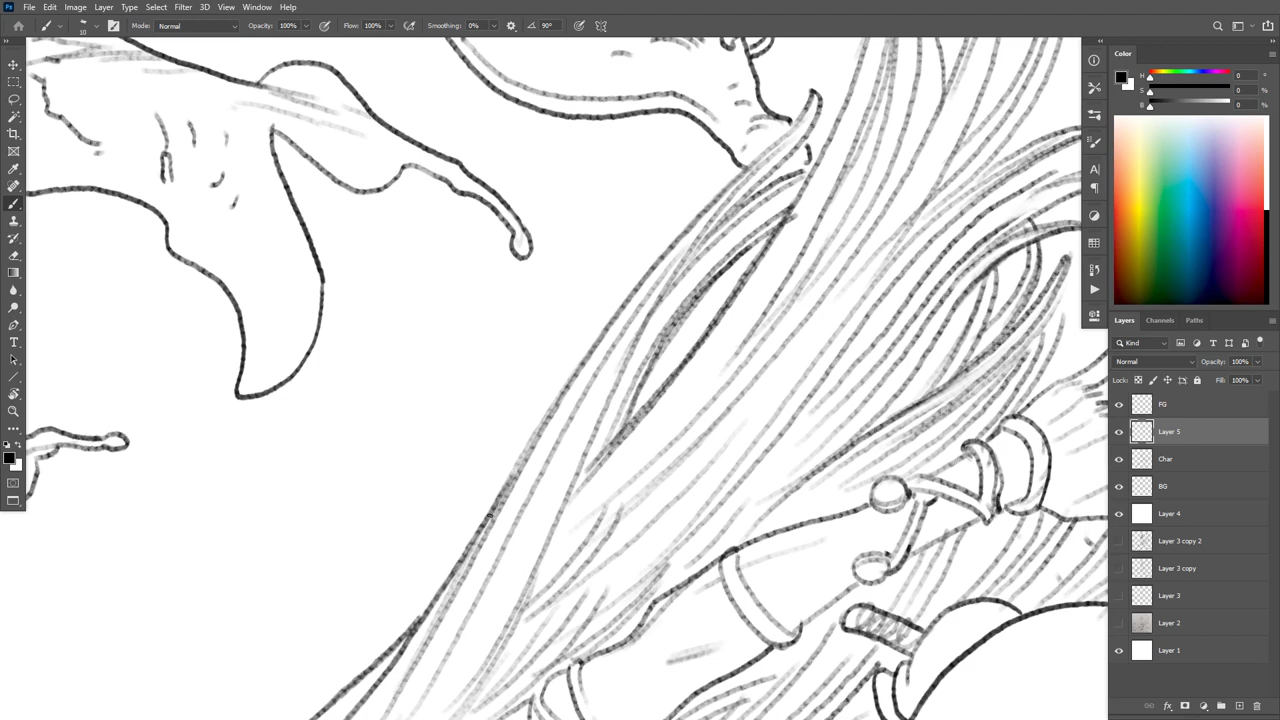 Ps File Edit Image Layer Type Select Filter 3D View Window Help
10 Mode: Normal Opacity: 100% Flow: 100% Smoothing: 0% 90°
Color
H 0 °
S 0 %
B 0 %
Layers Channels Paths
Kind
Normal Opacity: 100%
Lock: Fill: 100%
FG
Layer 5
Char
BG
Layer 4
Layer 3 copy 2
Layer 3 copy
Layer 3
Layer 2
Layer 1